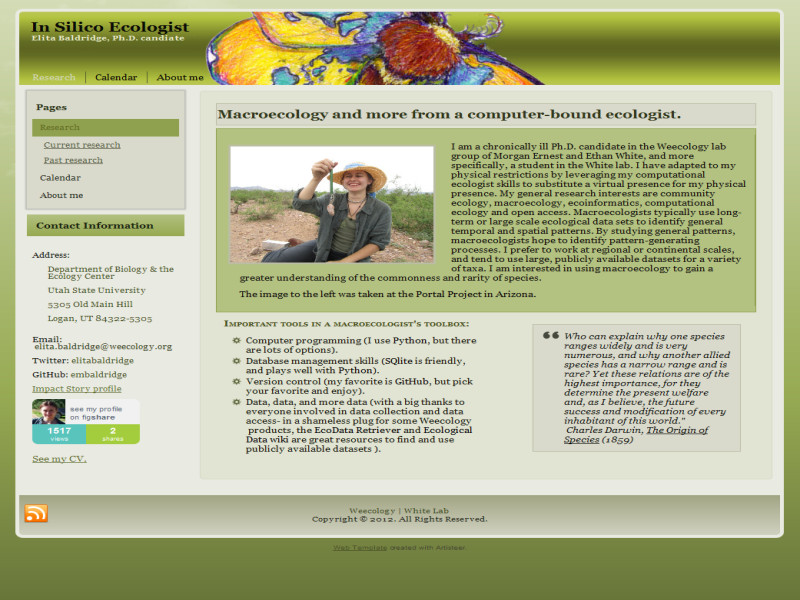 In Silico Ecologist
Elita Baldridge, Ph.D. candiate
Research
Calendar
About me
Pages
Research
Current research
Past research
Calendar
About me
Contact Information
Address:
Department of Biology & the
Ecology Center
Utah State University
5305 Old Main Hill
Logan, UT 84322-5305
Email:
elita.baldridge@weecology.org
Twitter: elitabaldridge
GitHub: embaldridge
Impact Story profile
see my profile
on figshare
1517
views
2
shares
See my CV.
Macroecology and more from a computer-bound ecologist.
I am a chronically ill Ph.D. candidate in the Weecology lab
group of Morgan Ernest and Ethan White, and more
specifically, a student in the White lab. I have adapted to my
physical restrictions by leveraging my computational
ecologist skills to substitute a virtual presence for my physical
presence. My general research interests are community
ecology, macroecology, ecoinformatics, computational
ecology and open access. Macroecologists typically use long-
term or large scale ecological data sets to identify general
temporal and spatial patterns. By studying general patterns,
macroecologists hope to identify pattern-generating
processes. I prefer to work at regional or continental scales,
and tend to use large, publicly available datasets for a variety
of taxa. I am interested in using macroecology to gain a
greater understanding of the commonness and rarity of species.
The image to the left was taken at the Portal Project in Arizona.
Important tools in a macroecologist's toolbox:
Computer programming (I use Python, but there
are lots of options).
Database management skills (SQlite is friendly,
and plays well with Python).
Version control (my favorite is GitHub, but pick
your favorite and enjoy).
Data, data, and more data (with a big thanks to
everyone involved in data collection and data
access- in a shameless plug for some Weecology
products, the EcoData Retriever and Ecological
Data wiki are great resources to find and use
publicly available datasets ).
Who can explain why one species
ranges widely and is very
numerous, and why another allied
species has a narrow range and is
rare? Yet these relations are of the
highest importance, for they
determine the present welfare
and, as I believe, the future
success and modification of every
inhabitant of this world."
Charles Darwin, The Origin of
Species (1859)
Weecology | White Lab
Copyright © 2012. All Rights Reserved.
Web Template created with Artisteer.